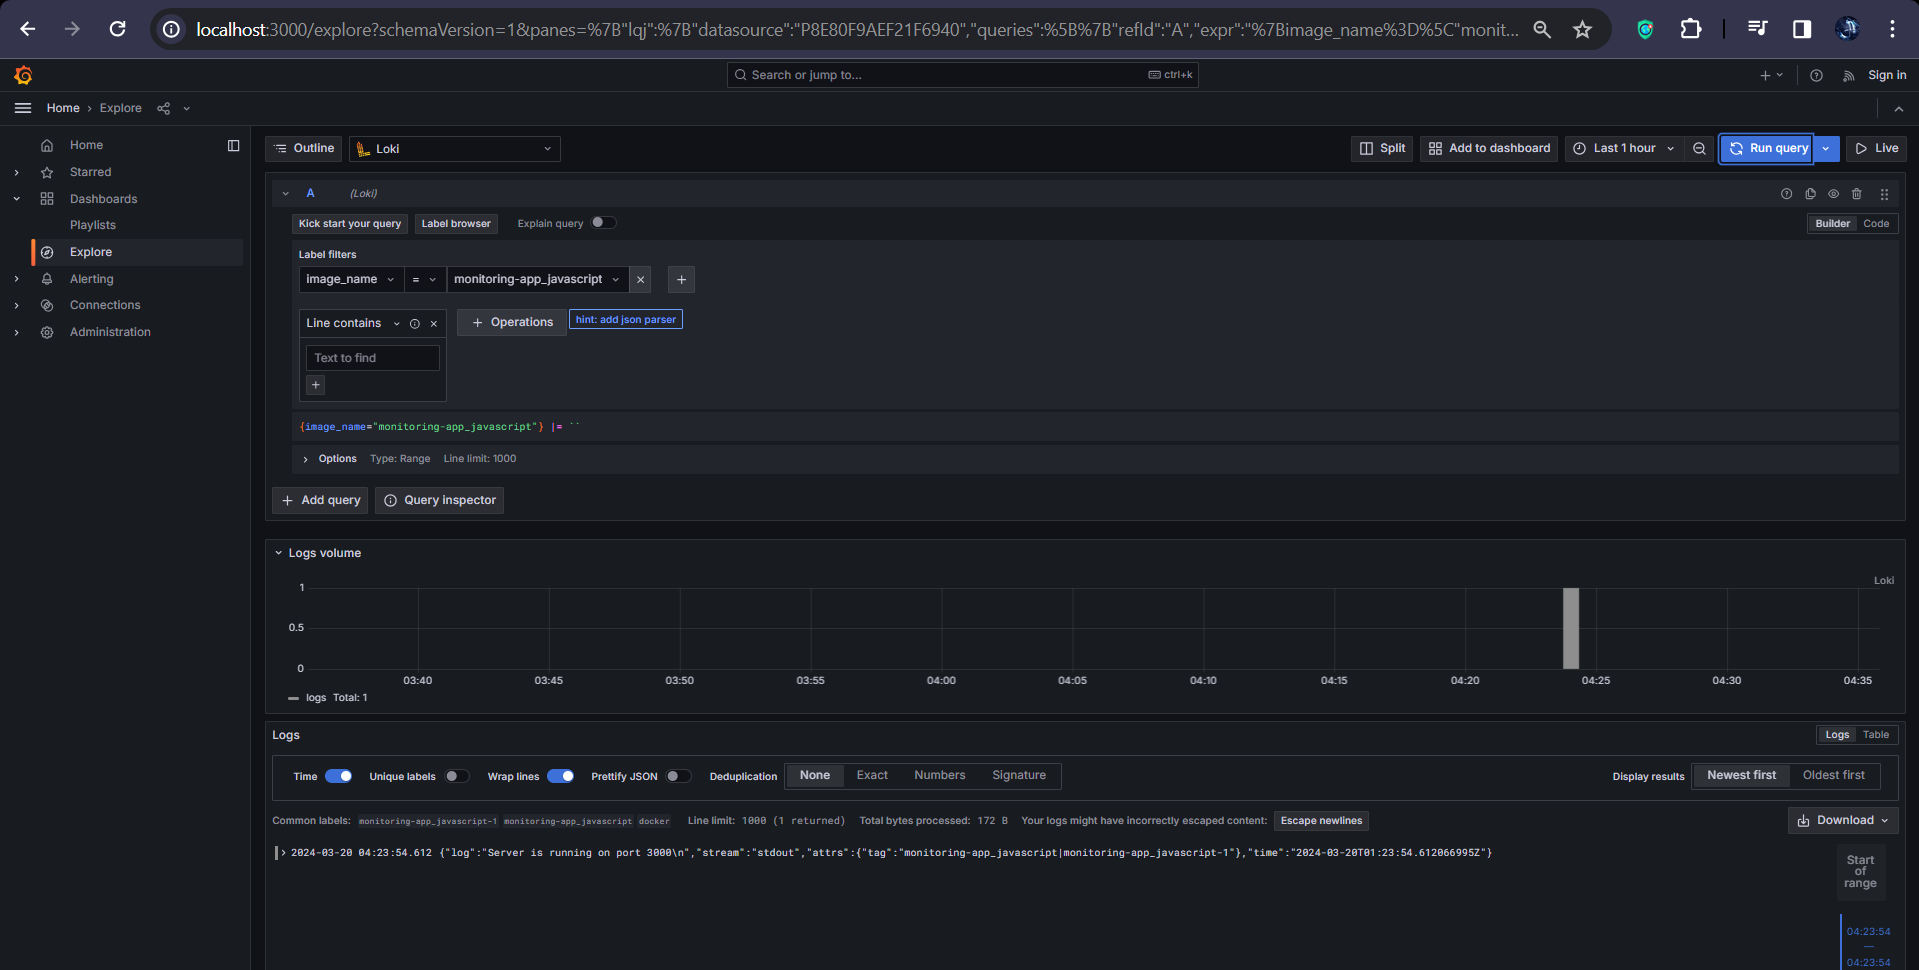 localhost:3000/explore?schemaVersion=1&panes=%7B"lqj":%7B"datasource":"P8E80F9AEF21F6940","queries":%5B%7B"refId":"A","expr":"%7Bimage_name%3D%5C"monit...
Search or jump to...
ctrl+k
Sign in
Home › Explore
Home
Starred
Dashboards
Playlists
Explore
Alerting
Connections
Administration
Outline
Loki
Split
Add to dashboard
Last 1 hour
Run query
Live
A (Loki)
Kick start your query
Label browser
Explain query
Builder
Code
Label filters
image_name
=
monitoring-app_javascript
Line contains
Operations
hint: add json parser
Text to find
{image_name="monitoring-app_javascript"} |= ``
Options Type: Range Line limit: 1000
Add query
Query inspector
Logs volume
Loki
1
0.5
0
03:40 03:45 03:50 03:55 04:00 04:05 04:10 04:15 04:20 04:25 04:30 04:35
logs Total: 1
Logs
Logs
Table
Time
Unique labels
Wrap lines
Prettify JSON
Deduplication
None
Exact
Numbers
Signature
Display results
Newest first
Oldest first
Common labels: monitoring-app_javascript-1 monitoring-app_javascript docker Line limit: 1000 (1 returned) Total bytes processed: 172 B Your logs might have incorrectly escaped content: Escape newlines
Download
2024-03-20 04:23:54.612 {"log":"Server is running on port 3000\n","stream":"stdout","attrs":{"tag":"monitoring-app_javascript|monitoring-app_javascript-1"},"time":"2024-03-20T01:23:54.612066995Z"}
Start
of
range
04:23:54
—
04:23:54